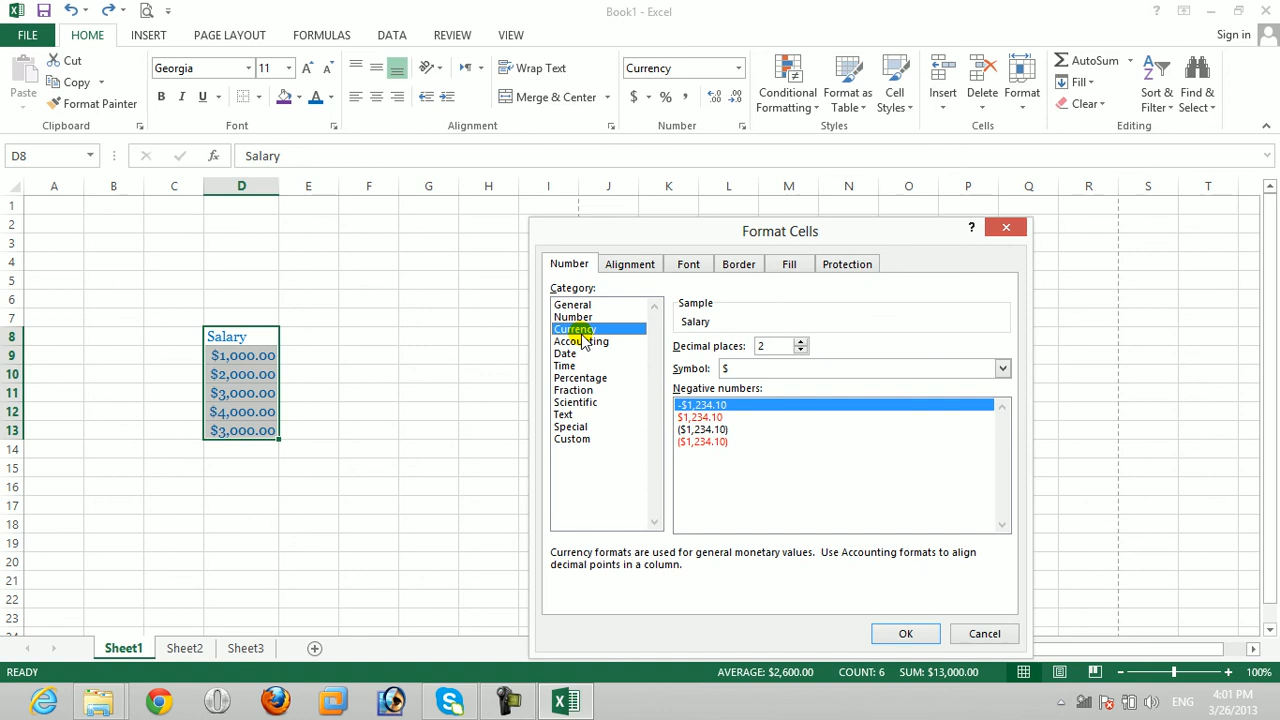 Book1 - Excel
?
FILE HOME INSERT PAGE LAYOUT FORMULAS DATA REVIEW VIEW Sign in
Cut
Copy
Format Painter
Paste
Clipboard
Georgia 11
B I U A
Font
Wrap Text
Merge & Center
Alignment
Currency
$ % ,
Number
Conditional Formatting
Format as Table
Cell Styles
Styles
Insert Delete Format
Cells
AutoSum
Fill
Clear
Sort & Filter
Find & Select
Editing
D8 fx Salary
A B C D E F G H I J K L M N O P Q R S T
1
2
3
4
5
6
7
8 Salary
9 $1,000.00
10 $2,000.00
11 $3,000.00
12 $4,000.00
13 $3,000.00
14
15
16
17
18
19
20
21
22
23
Format Cells
?
Number Alignment Font Border Fill Protection
Category:
General
Number
Currency
Accounting
Date
Time
Percentage
Fraction
Scientific
Text
Special
Custom
Sample
Salary
Decimal places: 2
Symbol: $
Negative numbers:
-$1,234.10
$1,234.10
($1,234.10)
($1,234.10)
Currency formats are used for general monetary values. Use Accounting formats to align
decimal points in a column.
OK Cancel
Sheet1 Sheet2 Sheet3
READY AVERAGE: $2,600.00 COUNT: 6 SUM: $13,000.00 100%
ENG
4:01 PM
3/26/2013